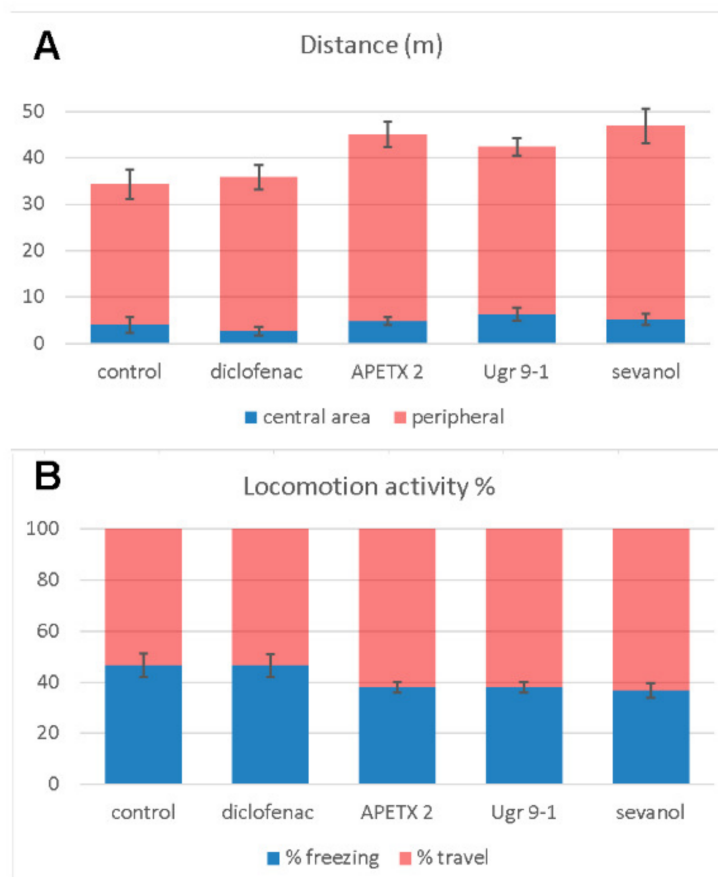 A
Distance (m)
50
40
30
20
10
0
control diclofenac APETX 2 Ugr 9-1 sevanol
central area peripheral
B
Locomotion activity %
100
80
60
40
20
0
control diclofenac APETX 2 Ugr 9-1 sevanol
% freezing % travel